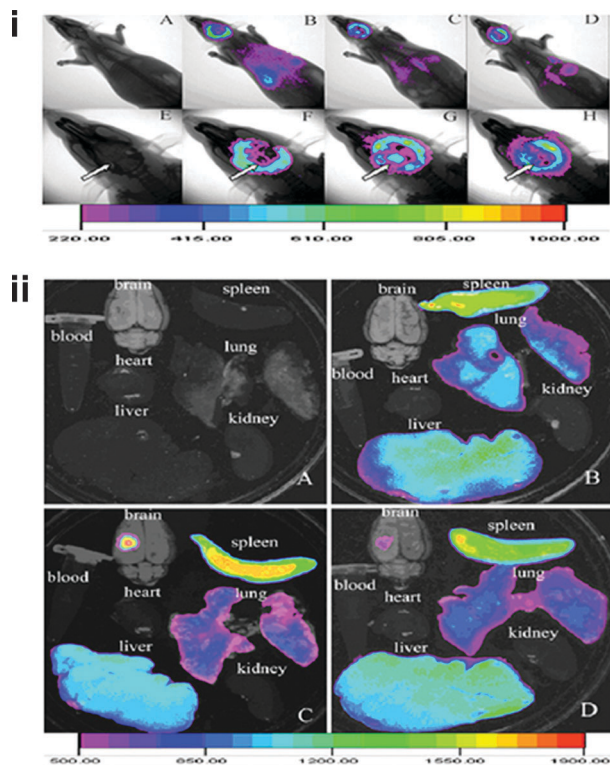 i
A B C D
E F G H
220.00 415.00 610.00 805.00 1000.00
ii
brain spleen
blood lung
heart
liver kidney
A
brain spleen
lung
blood heart
liver kidney
B
brain spleen
blood heart lung
liver kidney
C
brain spleen
blood heart lung
liver kidney
D
500.00 850.00 1200.00 1550.00 1900.00